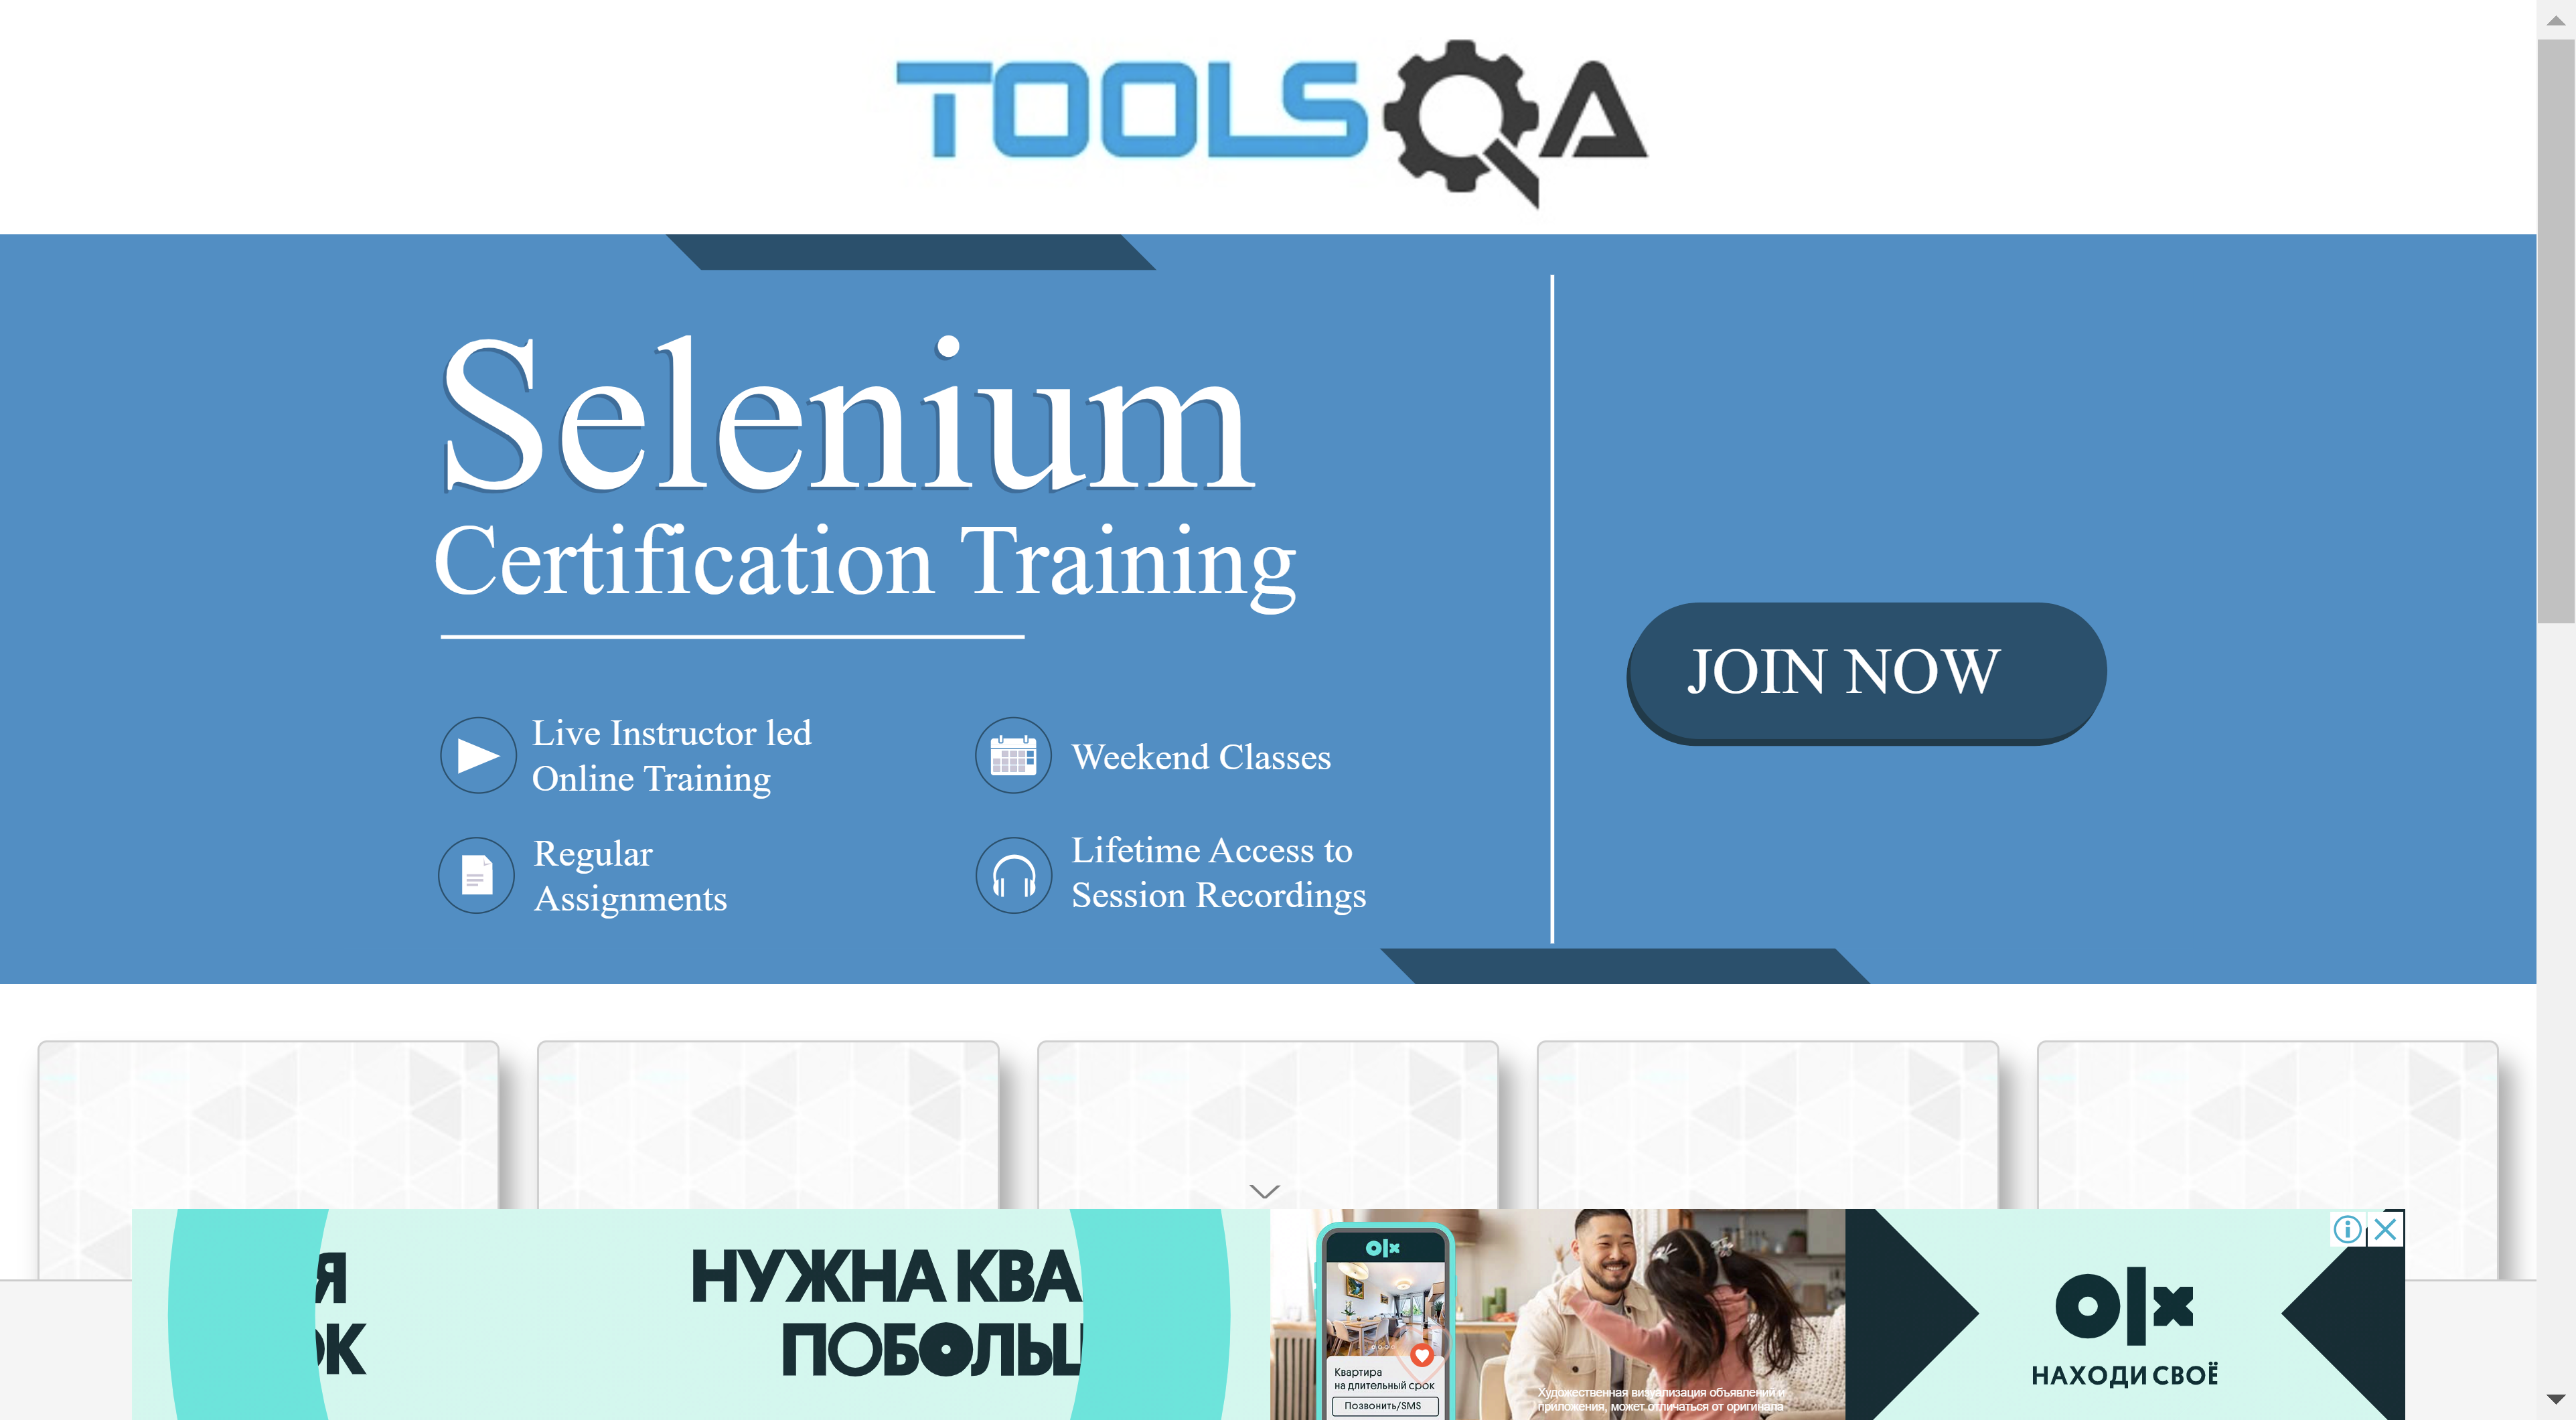 TOOLSQA
Selenium
Certification Training
JOIN NOW
Live Instructor led
Online Training
Weekend Classes
Regular
Assignments
Lifetime Access to
Session Recordings
Я
ОК
НУЖНА КВА
ПОБОЛЬ
olx
Квартира
на длительный срок
Позвонить/SMS
Художественная визуализация объявлений и
приложения, может отличаться от оригинала
olx
НАХОДИ СВОЁ